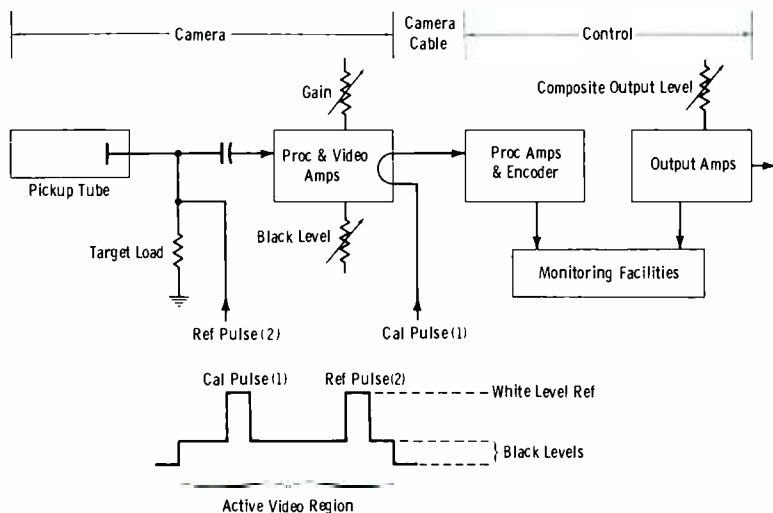 Camera
Camera
Cable
Control
Gain
Composite Output Level
Pickup Tube
Proc & Video
Amps
Proc Amps
& Encoder
Output Amps
Target Load
Black Level
Monitoring Facilities
Ref Pulse(2)
Cal Pulse(1)
Cal Pulse(1)
Ref Pulse(2)
White Level Ref
Black Levels
Active Video Region